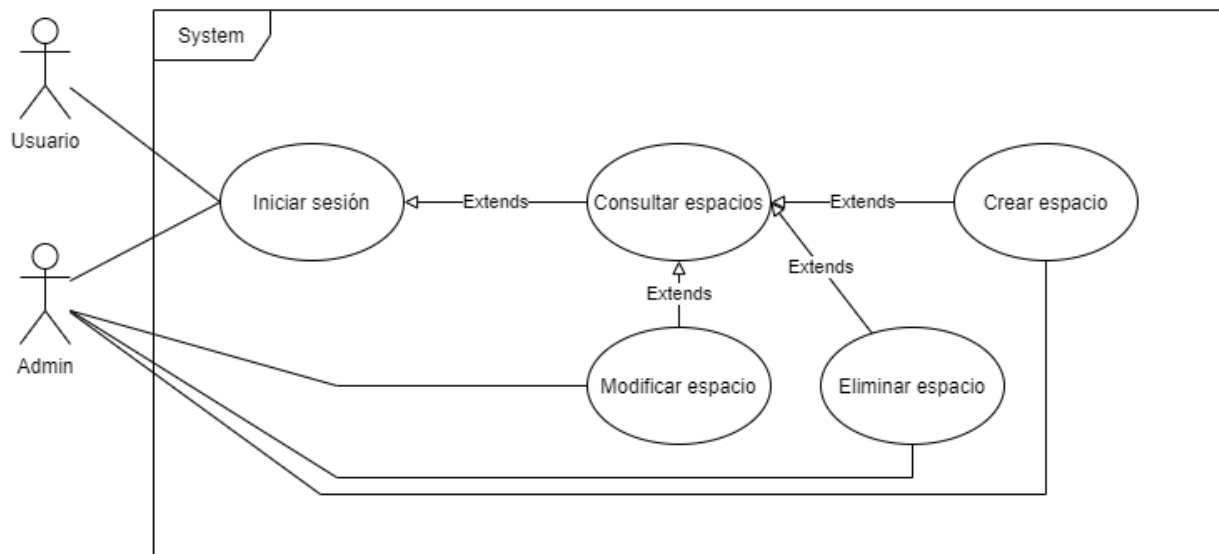 System
Usuario
Iniciar sesión
Extends
Consultar espacios
Extends
Crear espacio
Extends
Extends
Admin
Modificar espacio
Eliminar espacio